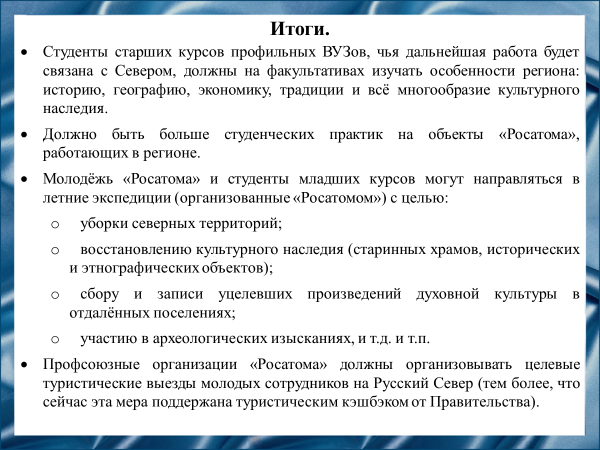 Итоги.
• Студенты старших курсов профильных ВУЗов, чья дальнейшая работа будет
связана с Севером, должны на факультативах изучать особенности региона:
историю, географию, экономику, традиции и всё многообразие культурного
наследия.
• Должно быть больше студенческих практик на объекты «Росатома»,
работающих в регионе.
• Молодёжь «Росатома» и студенты младших курсов могут направляться в
летние экспедиции (организованные «Росатомом») с целью:
o уборки северных территорий;
o восстановлению культурного наследия (старинных храмов, исторических
и этнографических объектов);
o сбору и записи уцелевших произведений духовной культуры в
отдалённых поселениях;
o участию в археологических изысканиях, и т.д. и т.п.
• Профсоюзные организации «Росатома» должны организовывать целевые
туристические выезды молодых сотрудников на Русский Север (тем более, что
сейчас эта мера поддержана туристическим кэшбэком от Правительства).